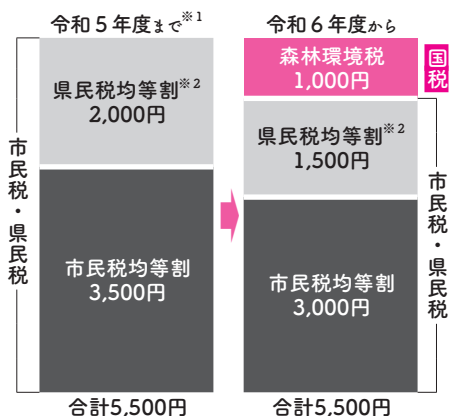 令和5年度まで※1
県民税均等割※2
2,000円
市民税均等割
3,500円
市民税・県民税
合計5,500円
令和6年度から
森林環境税
1,000円
国税
県民税均等割※2
1,500円
市民税均等割
3,000円
市民税・県民税
合計5,500円